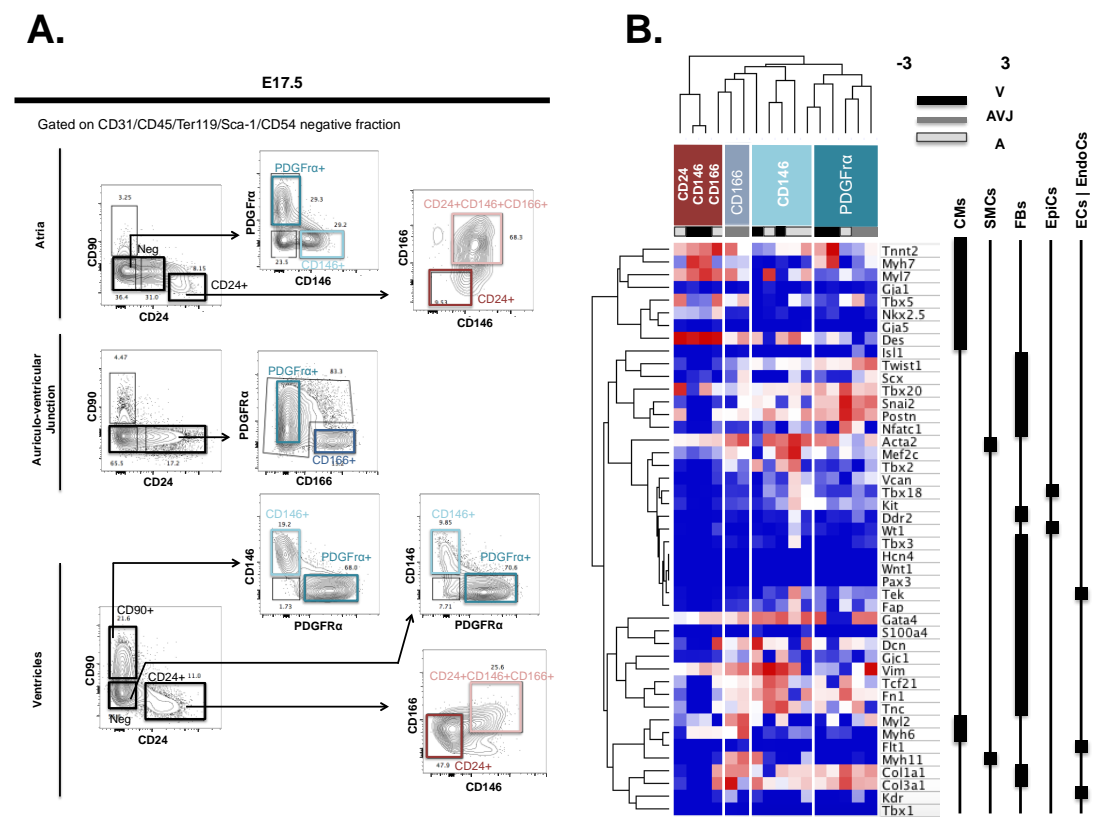 A.
E17.5
Gated on CD31/CD45/Ter119/Sca-1/CD54 negative fraction
Atria
3.25
CD90
Neg
8.15
CD24+
36.4
31.0
CD24
PDGFrα+
PDGFRα
29.3
29.2
21.5
CD146+
CD146
CD24+CD146+CD166+
CD166
68.3
9.53
CD24+
CD146
Auriculo-ventricular
Junction
4.47
CD90
65.5
17.2
CD24
PDGFRα+
83.3
PDGFRα
CD166+
CD166
Ventricles
CD90+
21.6
CD90
CD24+
11.0
Neg
CD24
CD146+
19.2
CD146
PDGFRα+
68.0
1.73
PDGFRα
CD146+
9.85
CD146
PDGFRα+
70.6
7.71
PDGFRα
25.6
CD24+CD146+CD166+
CD166
47.9
CD24+
CD146
B.
-3
3
V
AVJ
A
CD24
CD146
CD166
CD166
CD146
PDGFRα
CMs
SMCs
FBs
EpiCs
ECs | EndoCs
Tnnt2
Myh7
Myl7
Gja1
Tbx5
Nkx2.5
Gja5
Des
Isl1
Twist1
Scx
Tbx20
Snai2
Postn
Nfatc1
Acta2
Mef2c
Tbx2
Vcan
Tbx18
Kit
Ddr2
Wt1
Tbx3
Hcn4
Wnt1
Pax3
Tek
Fap
Gata4
S100a4
Dcn
Gjc1
Vim
Tcf21
Fn1
Tnc
Myl2
Myh6
Flt1
Myh11
Col1a1
Col3a1
Kdr
Tbx1